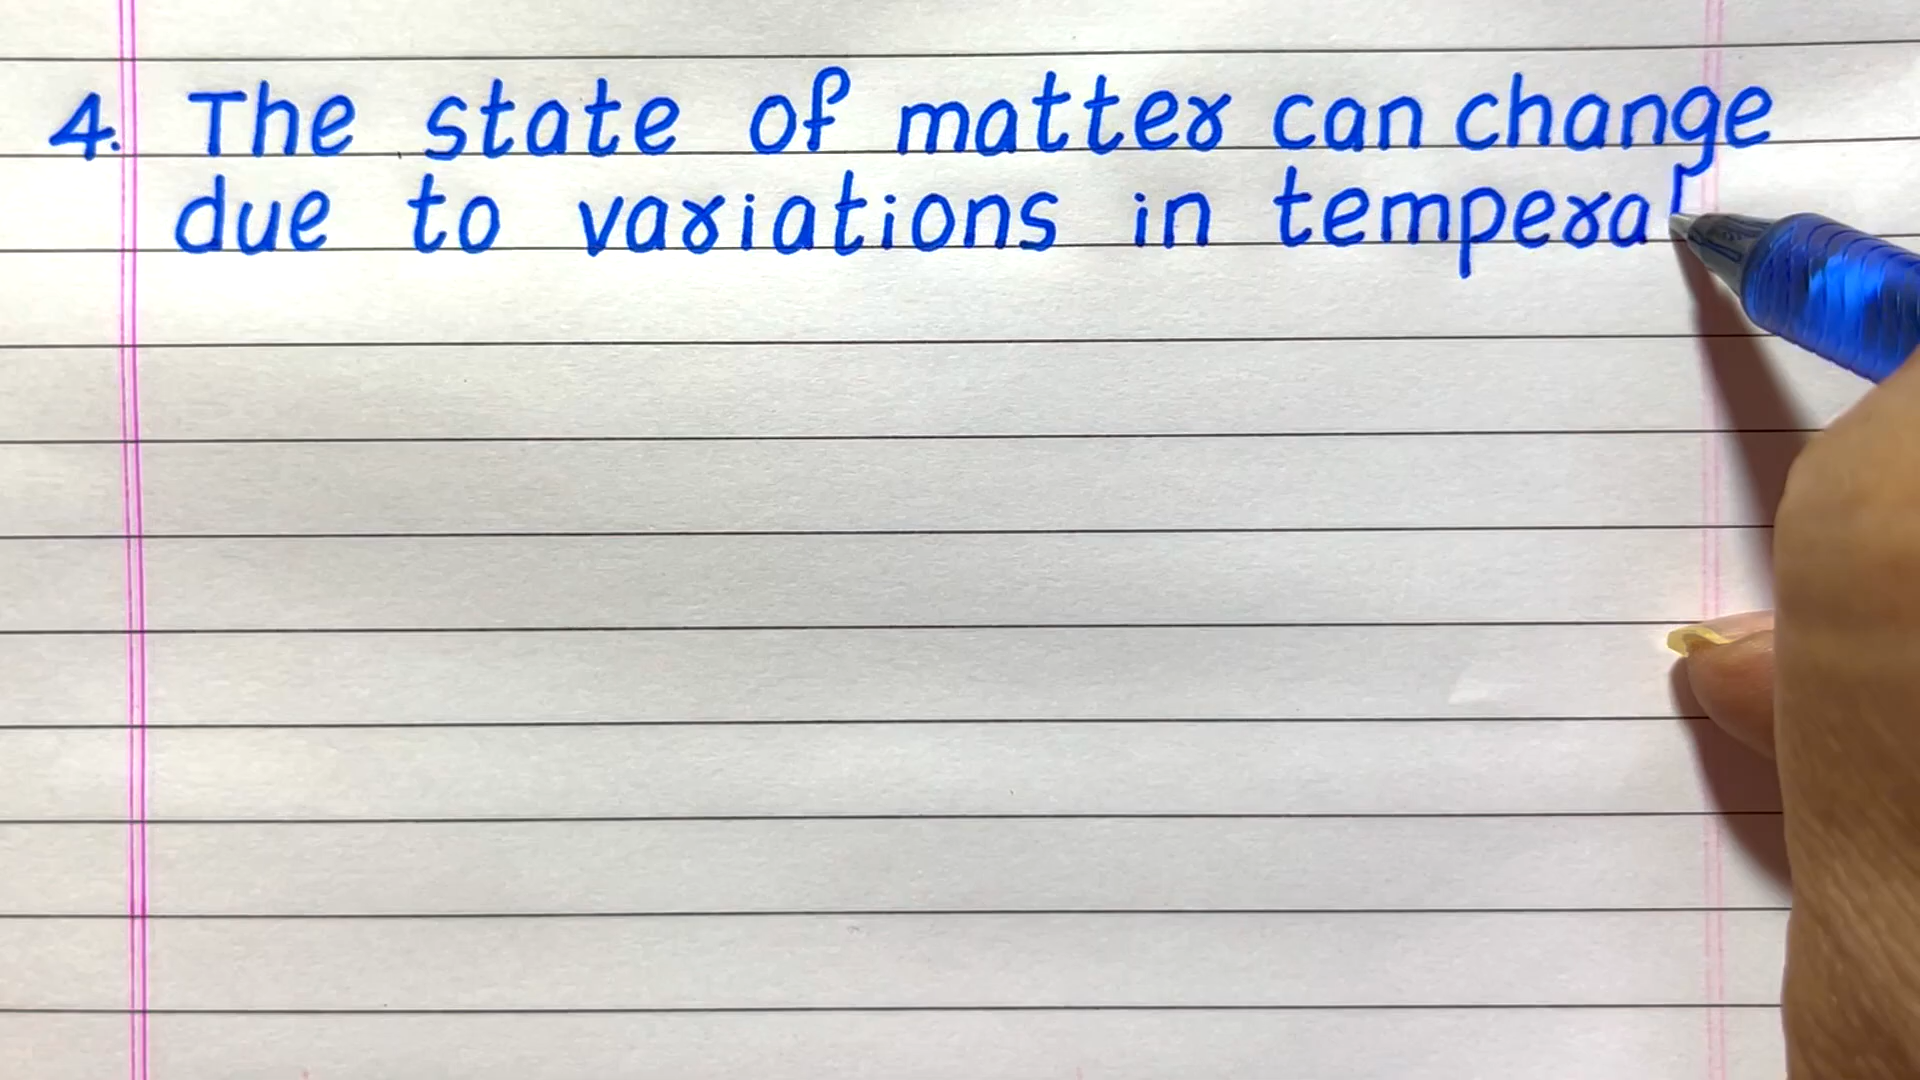 4. The state of matter can change
due to variations in tempera